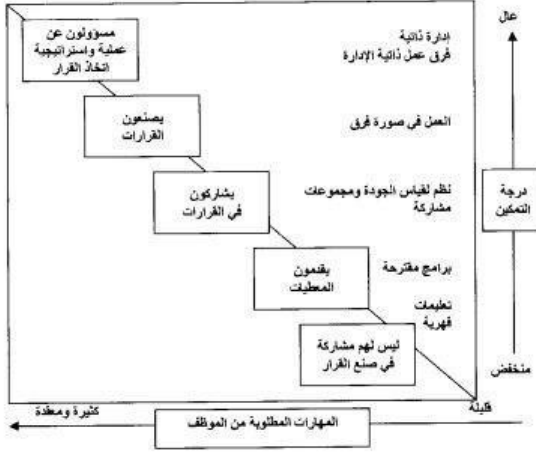 عال
إدارة ذاتية
فرق عمل ذاتية الإدارة
مسؤولون عن
عملية واستراتيجية
اتخاذ القرار
العمل في صورة فرق
يصنعون
القرارات
درجة
التمكين
نظم لقياس الجودة ومجموعات
مشاركة
يشاركون
في القرارات
برامج مقترحة
يقدمون
المعطيات
تعليمات
قهرية
ليس لهم مشاركة
في صنع القرار
منخفض
قليلة
كثيرة ومعقدة
المهارات المطلوبة من الموظف